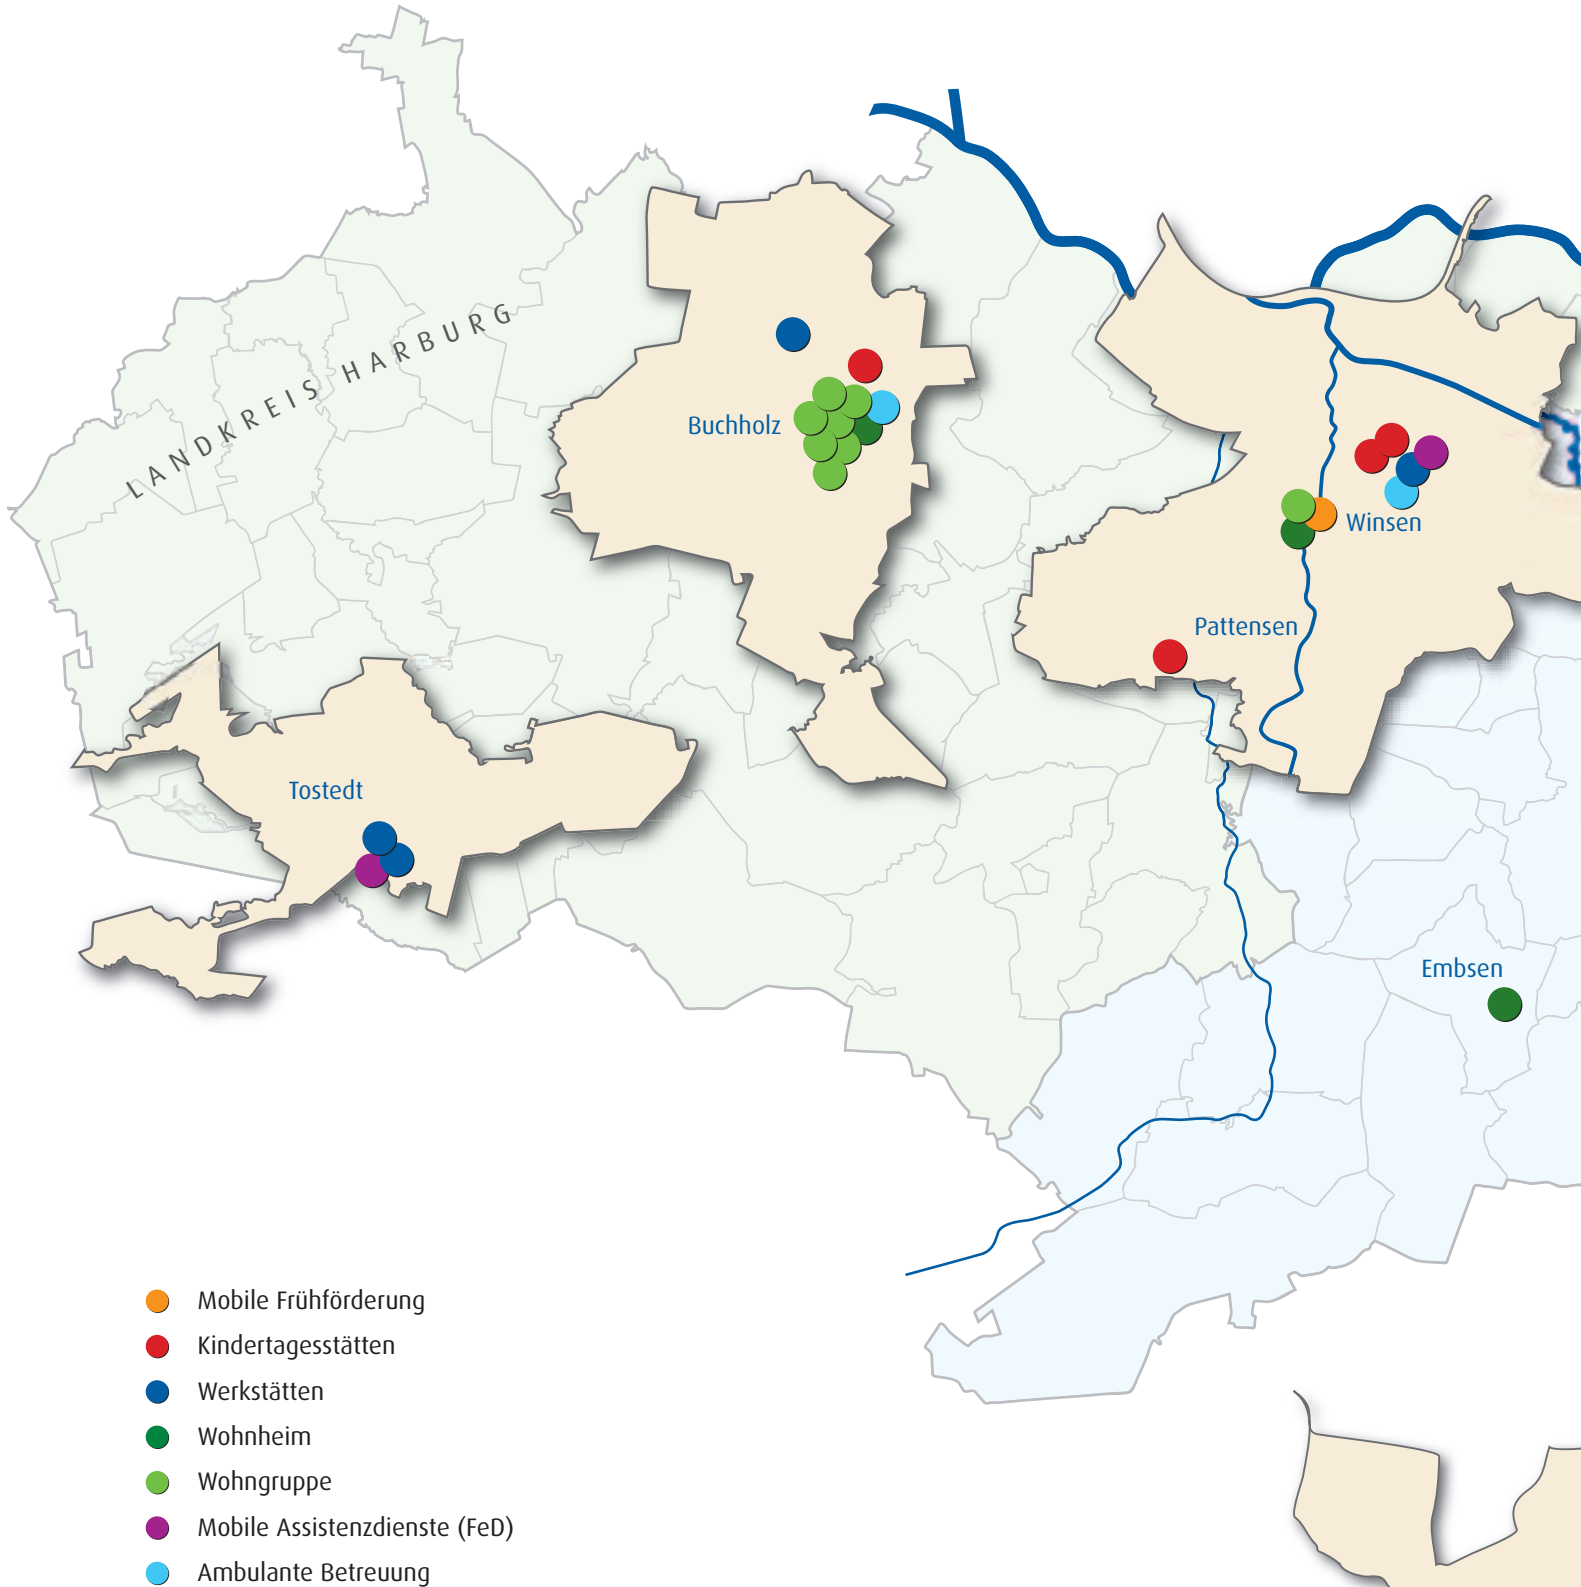 LANDKREIS HARBURG
Buchholz
Winsen
Pattensen
Tostedt
Embsen
Mobile Frühförderung
Kindertagesstätten
Werkstätten
Wohnheim
Wohngruppe
Mobile Assistenzdienste (FeD)
Ambulante Betreuung